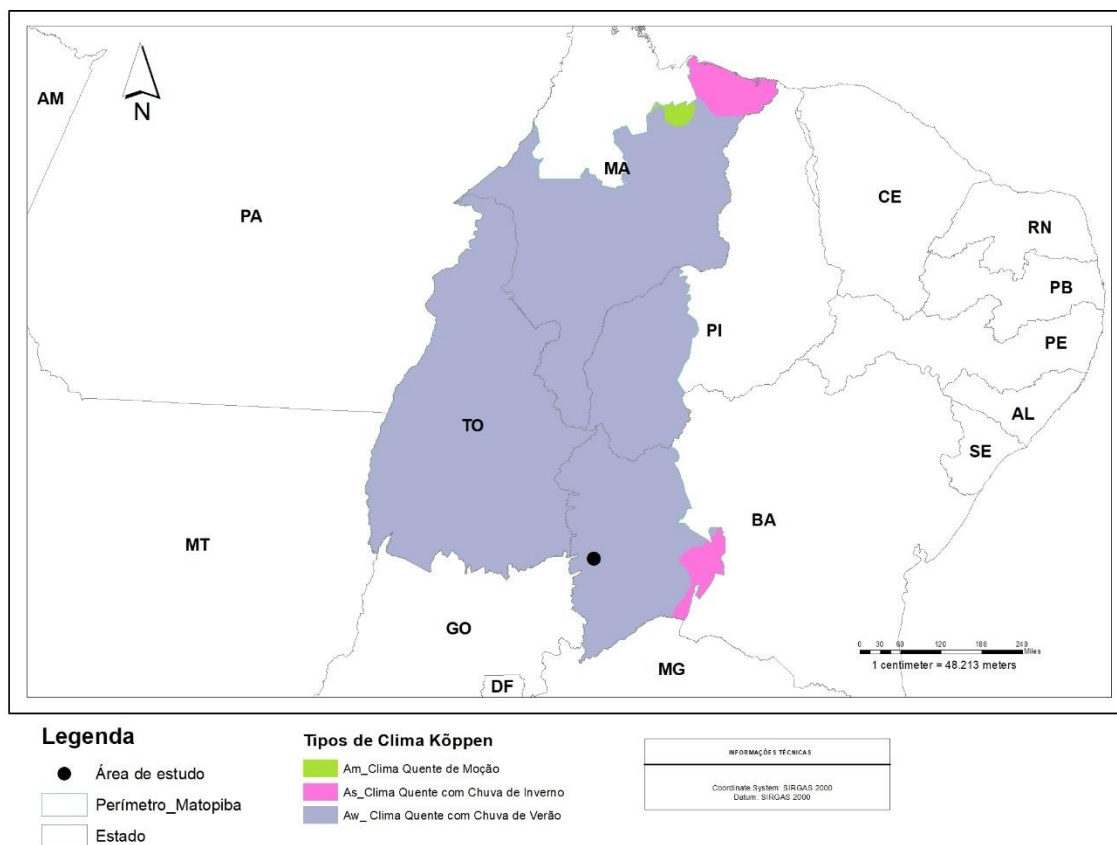 AM
N
MA
PA
CE
RN
PB
PI
PE
TO
AL
SE
BA
MT
GO
MG
DF
0 30 60 120 180 240
Miles
1 centimeter = 48.213 meters
Legenda
Área de estudo
Perímetro_Matopiba
Estado
Tipos de Clima Kõppen
Am_Clima Quente de Moção
As_Clima Quente com Chuva de Inverno
Aw_ Clima Quente com Chuva de Verão
INFORMAÇÕES TÉCNICAS
Coordinate System: SIRGAS 2000
Datum: SIRGAS 2000